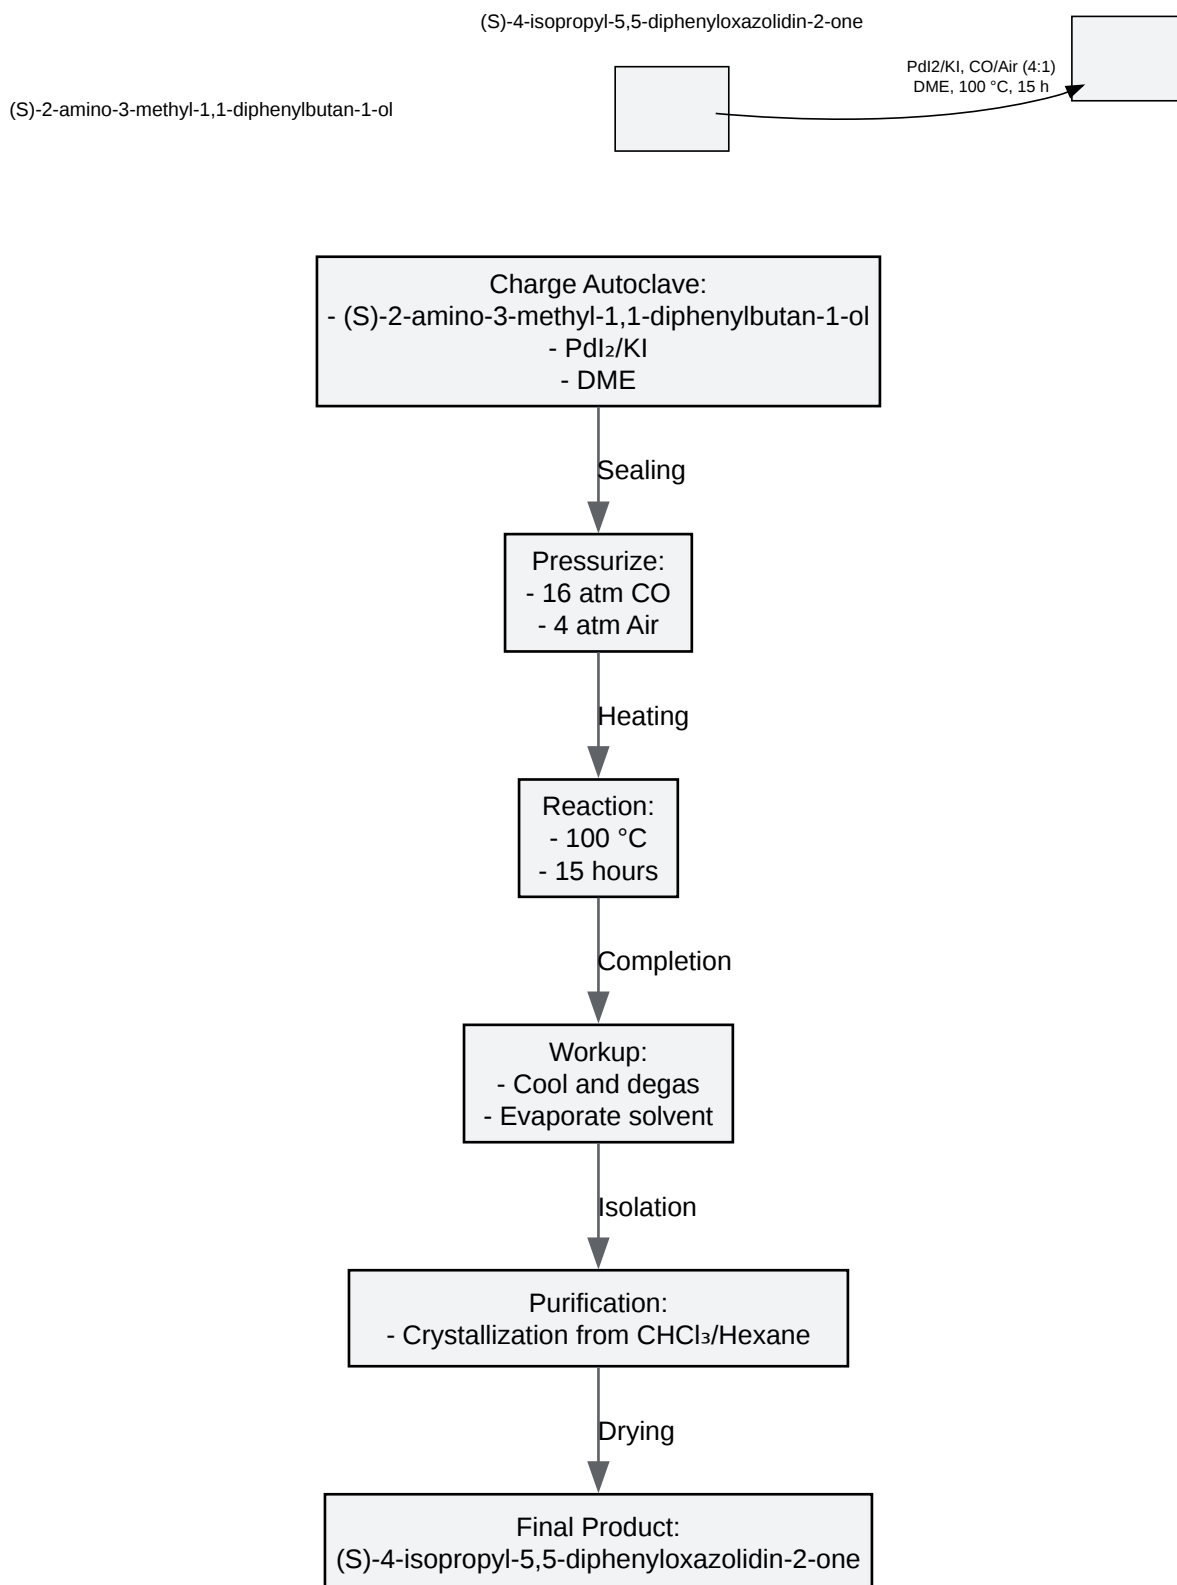 (S)-4-isopropyl-5,5-diphenyloxazolidin-2-one
PdI2/KI, CO/Air (4:1)
DME, 100 °C, 15 h
(S)-2-amino-3-methyl-1,1-diphenylbutan-1-ol
Charge Autoclave:
- (S)-2-amino-3-methyl-1,1-diphenylbutan-1-ol
- PdI₂/KI
- DME
Sealing
Pressurize:
- 16 atm CO
- 4 atm Air
Heating
Reaction:
- 100 °C
- 15 hours
Completion
Workup:
- Cool and degas
- Evaporate solvent
Isolation
Purification:
- Crystallization from CHCl₃/Hexane
Drying
Final Product:
(S)-4-isopropyl-5,5-diphenyloxazolidin-2-one